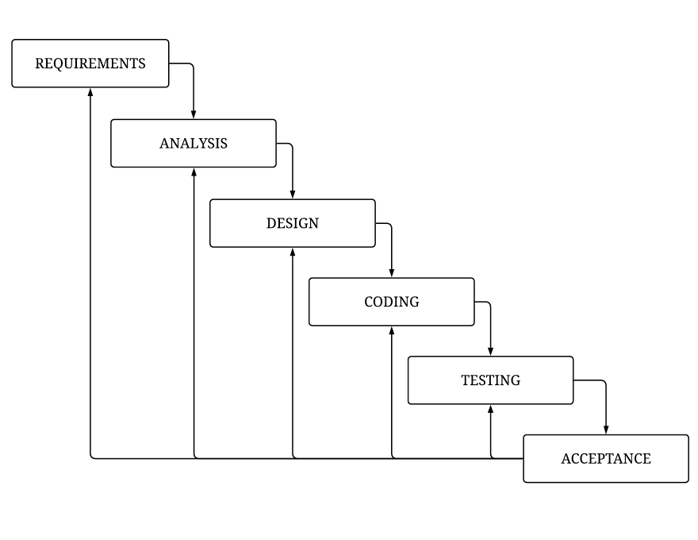 REQUIREMENTS
ANALYSIS
DESIGN
CODING
TESTING
ACCEPTANCE